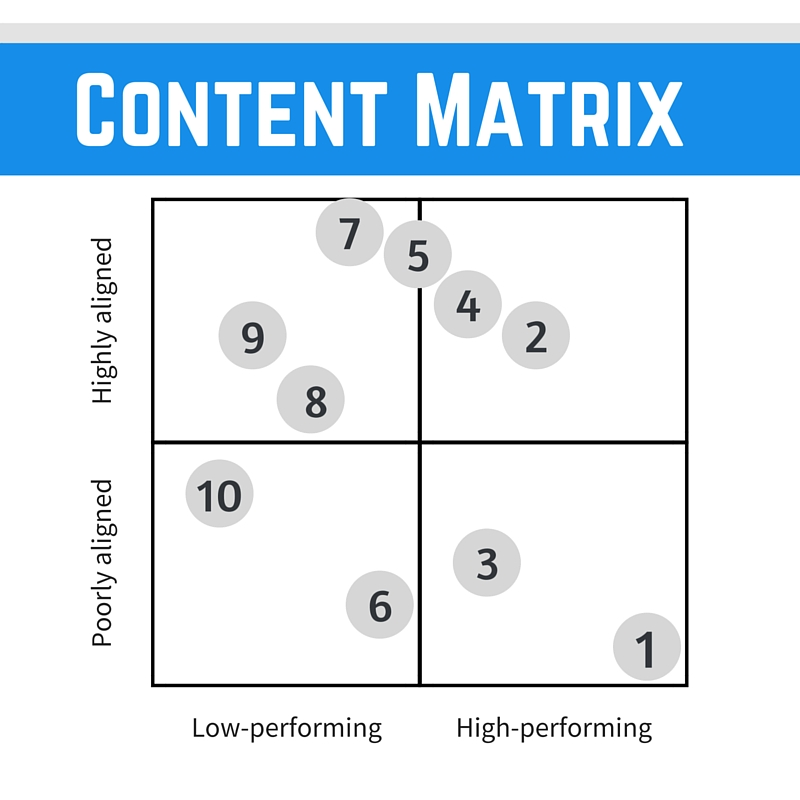 CONTENT MATRIX
Highly aligned
7
5
4
2
9
8
Poorly aligned
10
3
6
1
Low-performing
High-performing